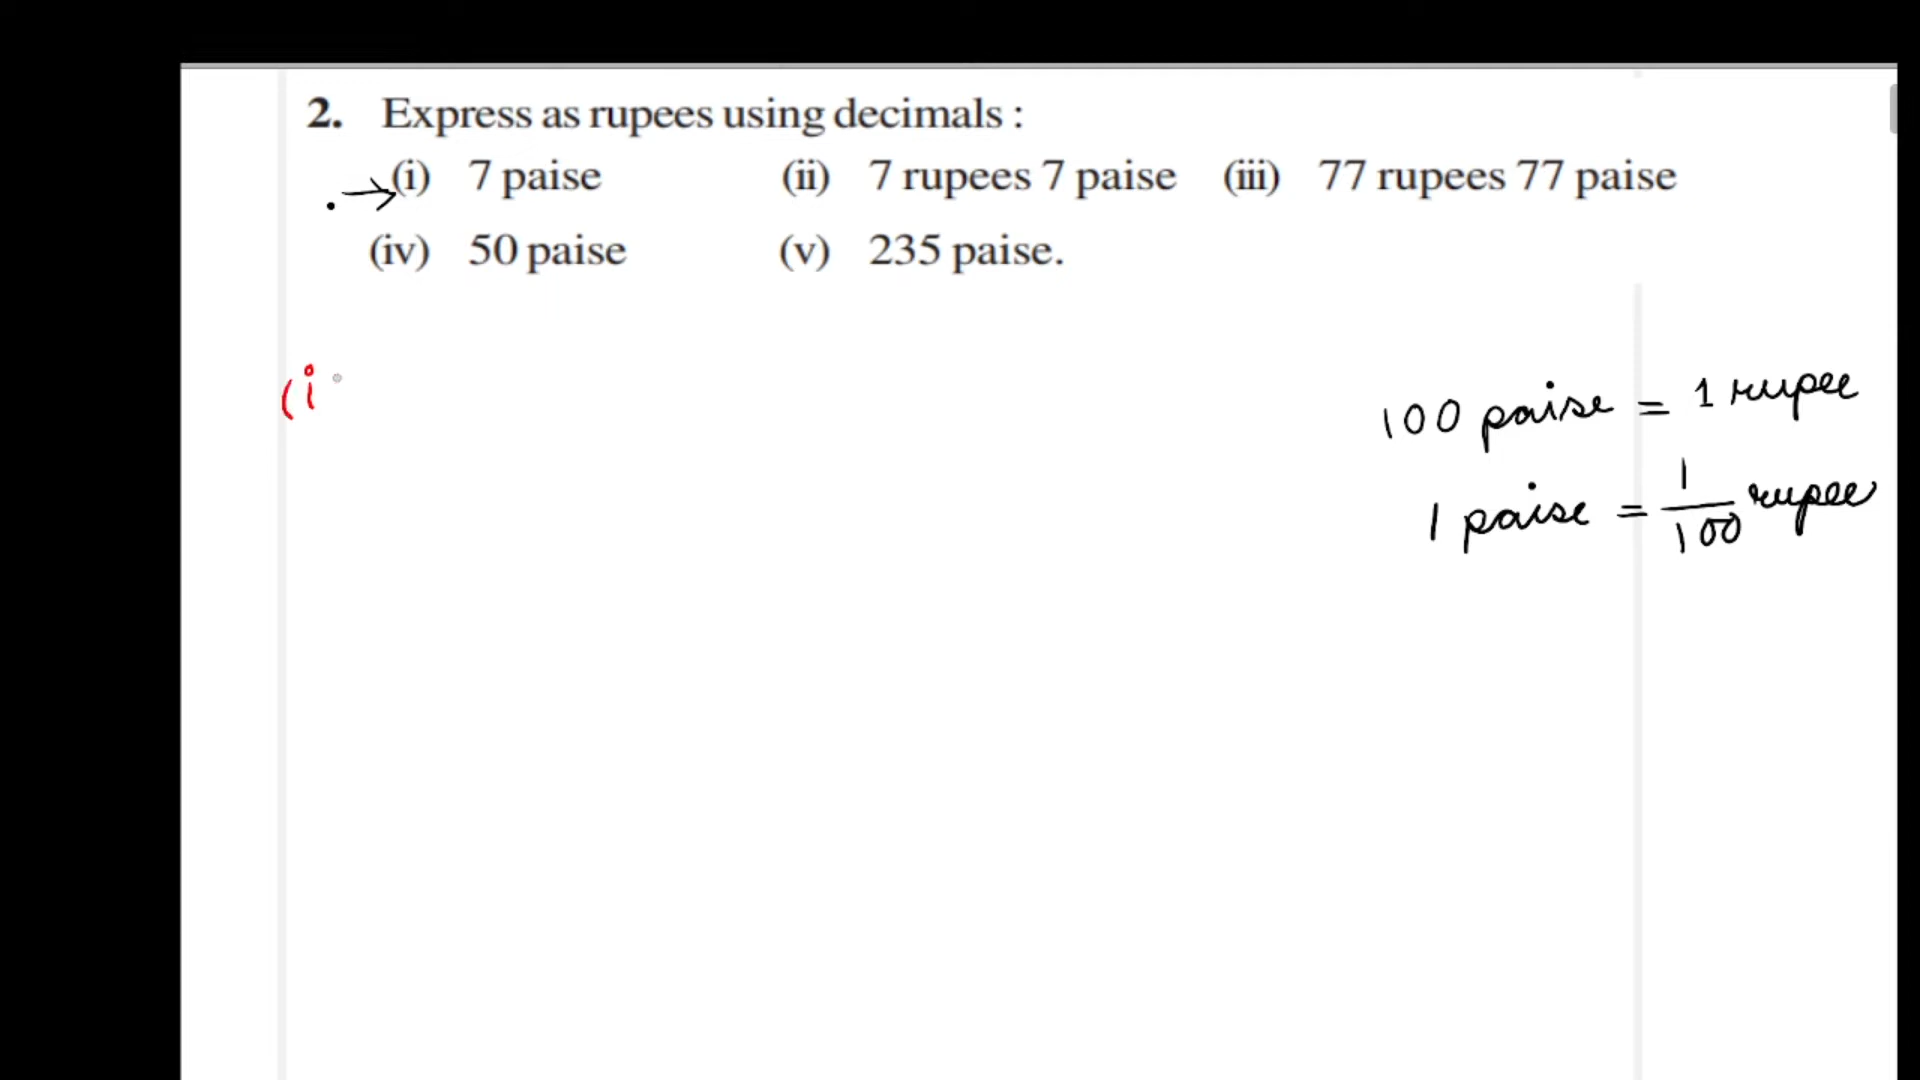 2. Express as rupees using decimals :
(i) 7 paise (ii) 7 rupees 7 paise (iii) 77 rupees 77 paise
(iv) 50 paise (v) 235 paise.
(i
100 paise = 1 rupee
1 paise = 1/100 rupee